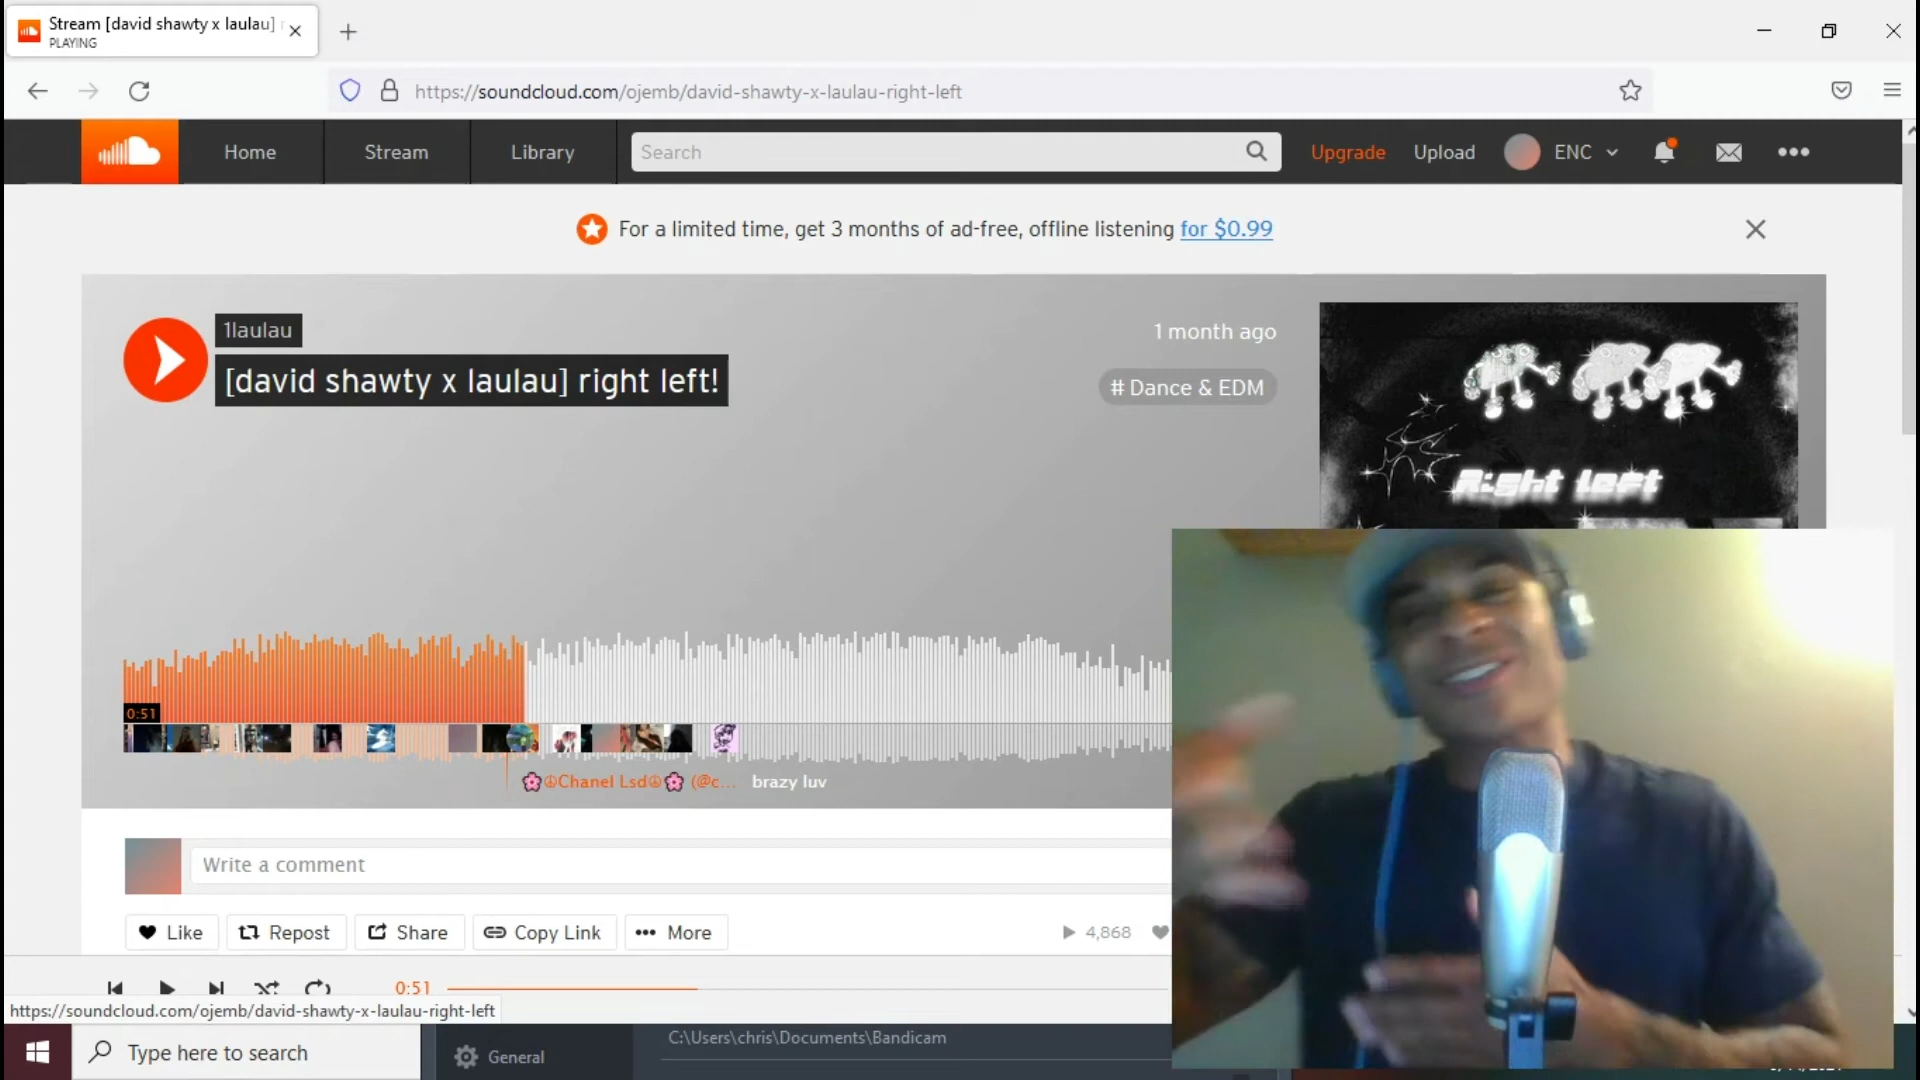 Stream [david shawty x laulau]
PLAYING
https://soundcloud.com/ojemb/david-shawty-x-laulau-right-left
Home
Stream
Library
Search
Upgrade
Upload
ENC
For a limited time, get 3 months of ad-free, offline listening for $0.99
1laulau
1 month ago
[david shawty x laulau] right left!
# Dance & EDM
Right left
0:51
🌸☮Chanel Lsd☮🌸 (@c... brazy luv
Write a comment
Like
Repost
Share
Copy Link
More
4,868
0:51
https://soundcloud.com/ojemb/david-shawty-x-laulau-right-left
Type here to search
General
C:\Users\chris\Documents\Bandicam